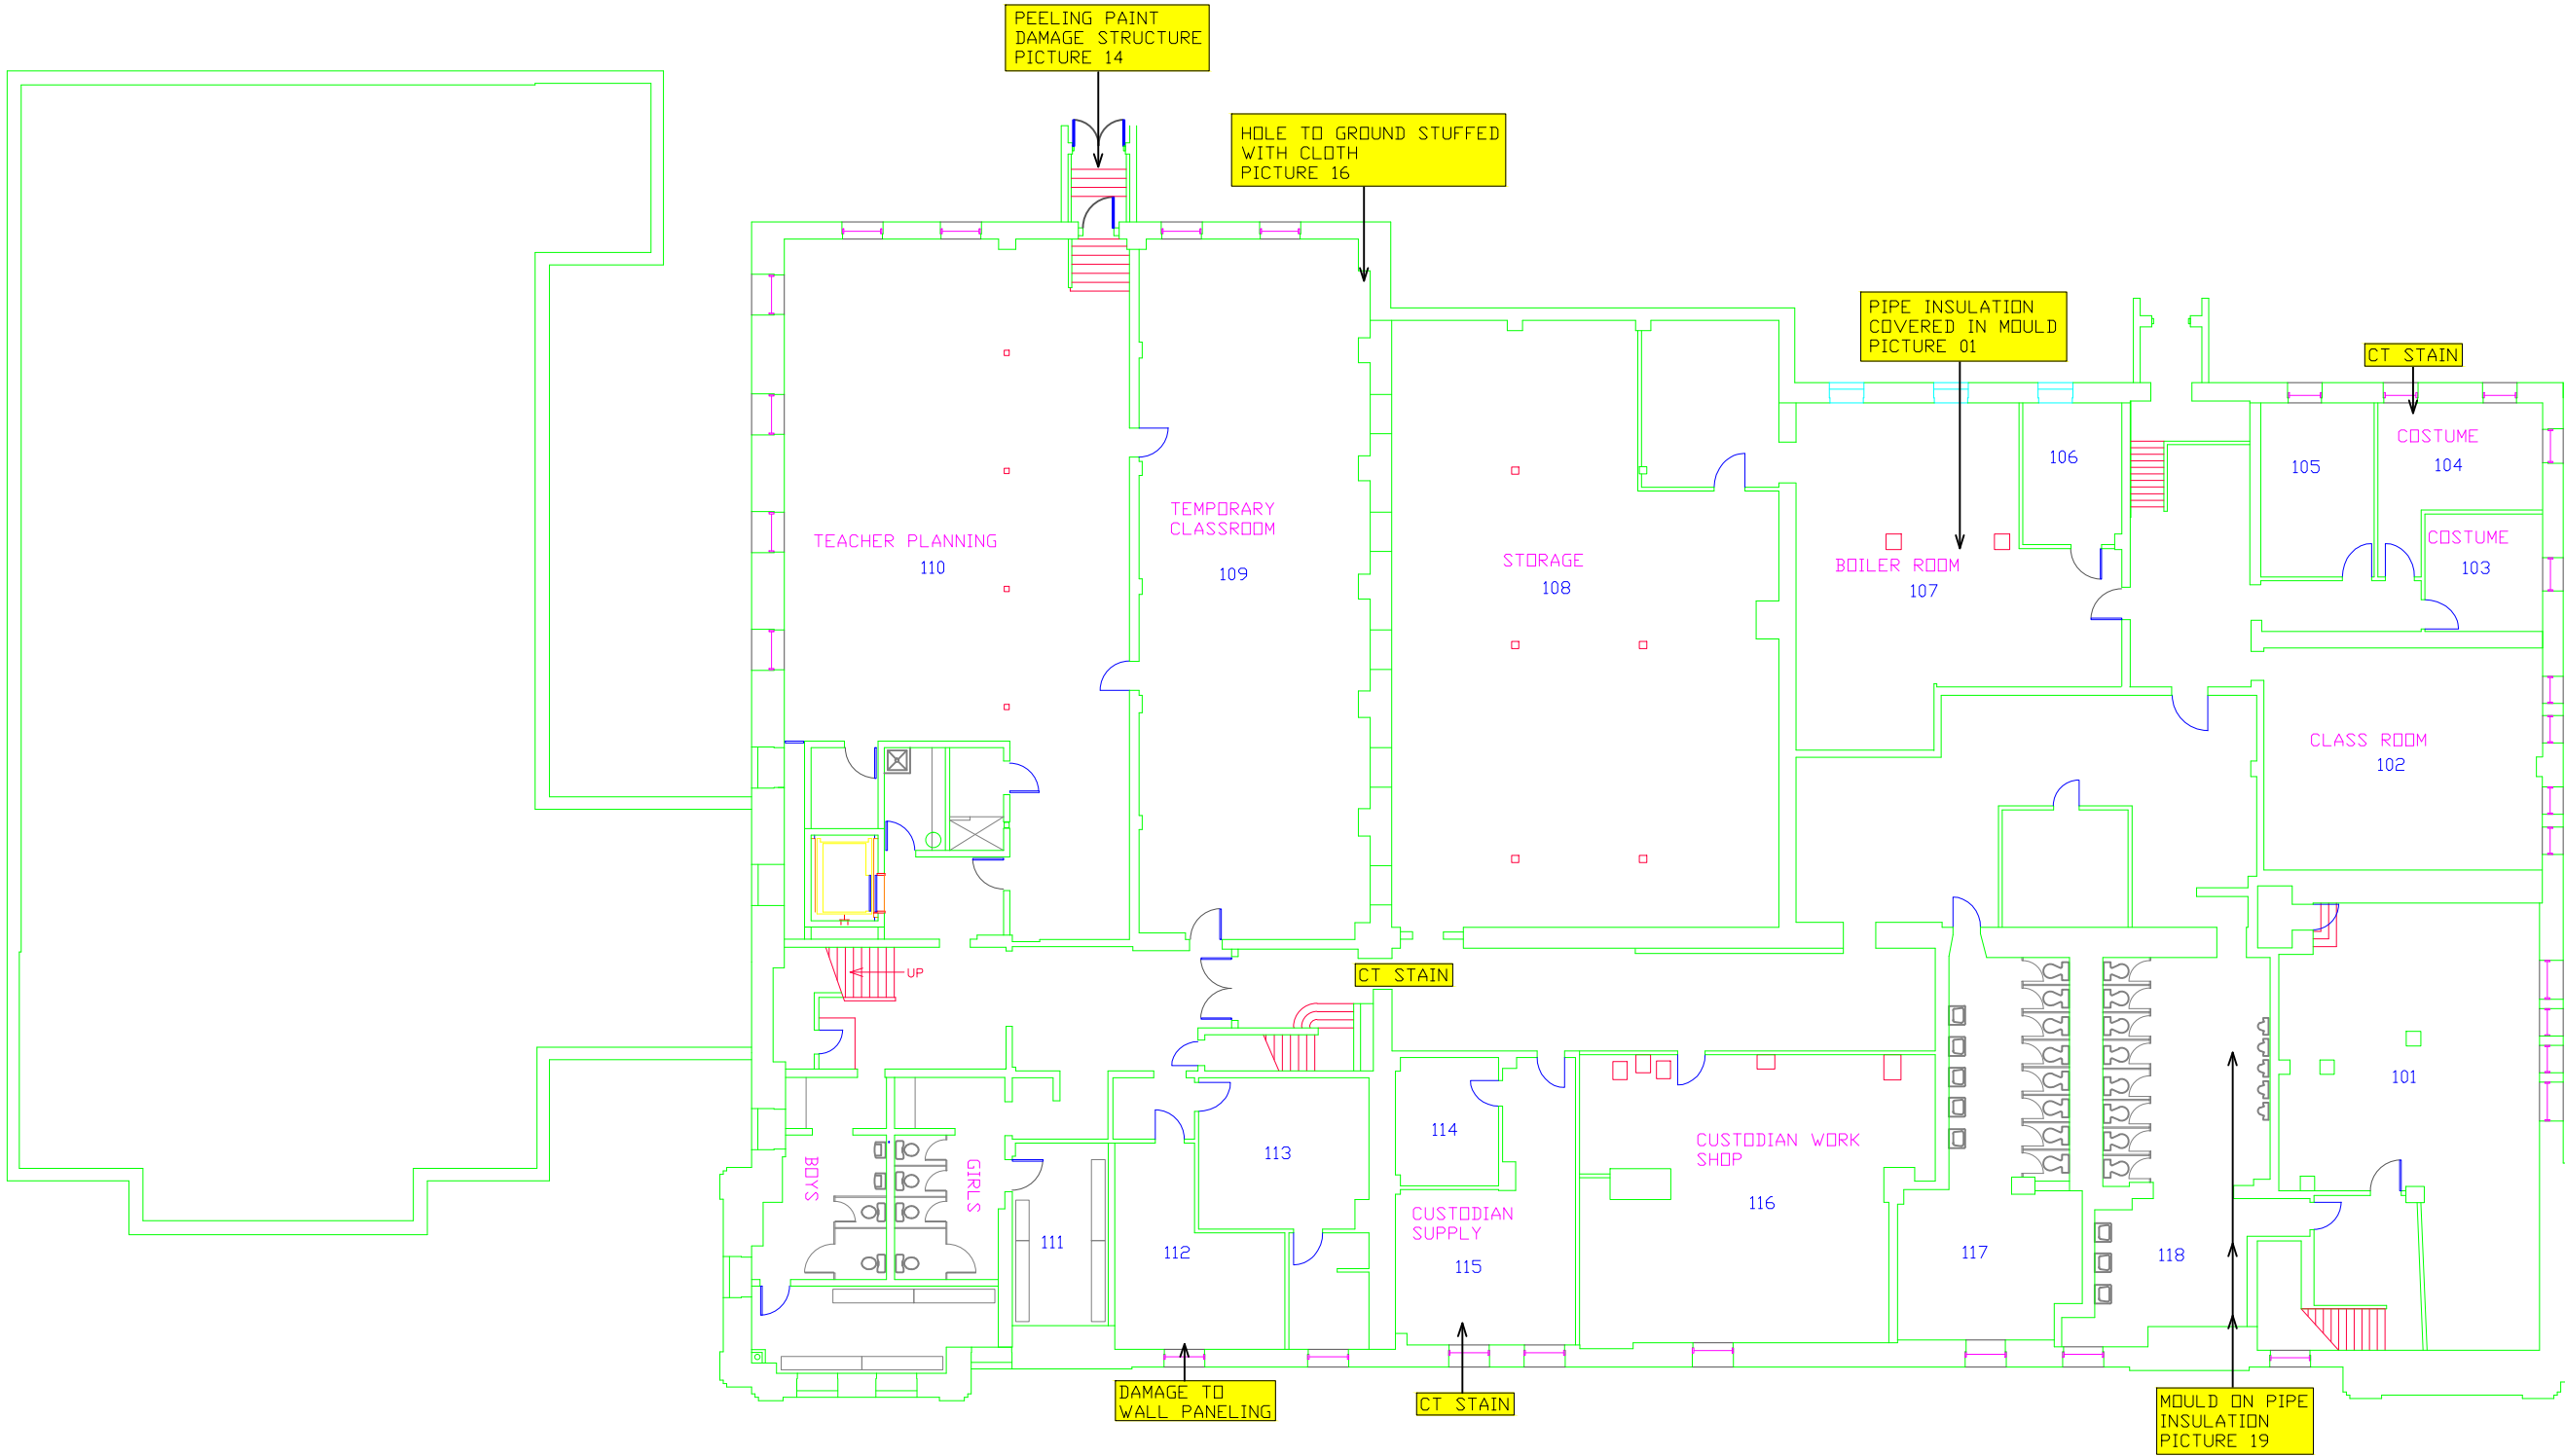 PEELING PAINT
DAMAGE STRUCTURE
PICTURE 14
HOLE TO GROUND STUFFED
WITH CLOTH
PICTURE 16
PIPE INSULATION
COVERED IN MOULD
PICTURE 01
CT STAIN
COSTUME
104
105
106
COSTUME
103
TEMPORARY
CLASSROOM
109
TEACHER PLANNING
110
STORAGE
108
BOILER ROOM
107
CLASS ROOM
102
UP
CT STAIN
101
BOYS
GIRLS
113
114
CUSTODIAN WORK
SHOP
116
CUSTODIAN
SUPPLY
115
111
112
117
118
DAMAGE TO
WALL PANELING
CT STAIN
MOULD ON PIPE
INSULATION
PICTURE 19